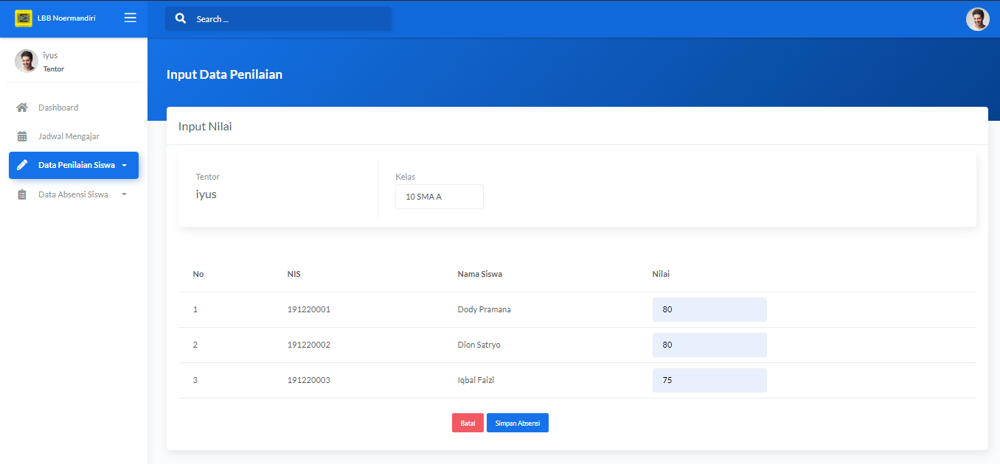 LBB Noermandiri
Search ...
iyus
Tentor
Dashboard
Jadwal Mengajar
Data Penilaian Siswa
Data Absensi Siswa
Input Data Penilaian
Input Nilai
Tentor
iyus
Kelas
10 SMA A
No NIS Nama Siswa Nilai
1 191220001 Dody Pramana 80
2 191220002 Dion Satryo 80
3 191220003 Iqbal Faizi 75
Batal Simpan Absensi